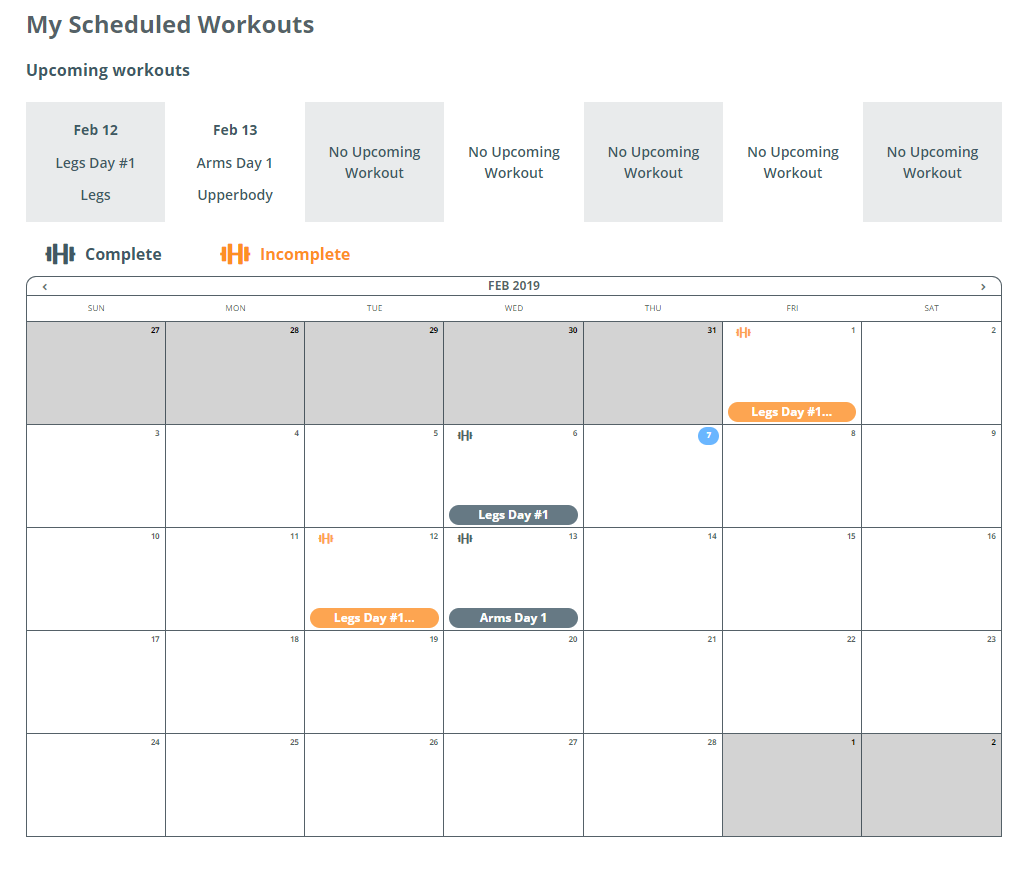 My Scheduled Workouts
Upcoming workouts
Feb 12
Legs Day #1
Legs
Feb 13
Arms Day 1
Upperbody
No Upcoming
Workout
No Upcoming
Workout
No Upcoming
Workout
No Upcoming
Workout
No Upcoming
Workout
Complete
Incomplete
‹ FEB 2019 ›
SUN MON TUE WED THU FRI SAT
27 28 29 30 31 1 2
Legs Day #1...
3 4 5 6 7 8 9
Legs Day #1
10 11 12 13 14 15 16
Legs Day #1... Arms Day 1
17 18 19 20 21 22 23
24 25 26 27 28 1 2